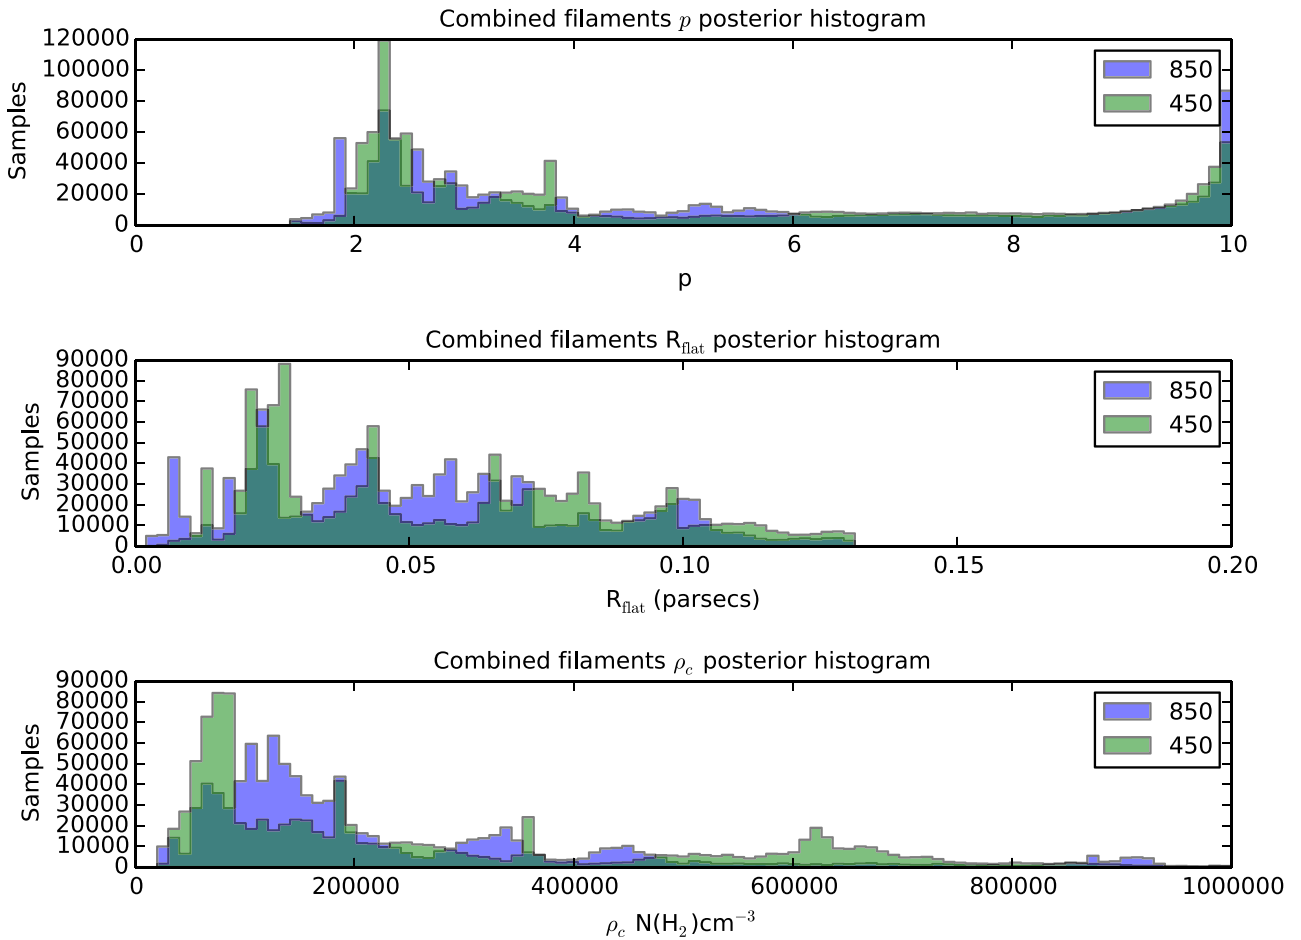 Combined filaments p posterior histogram
120000
100000
80000
60000
40000
20000
0
Samples
850
450
0 2 4 6 8 10
p
Combined filaments R_flat posterior histogram
90000
80000
70000
60000
50000
40000
30000
20000
10000
0
Samples
850
450
0.00 0.05 0.10 0.15 0.20
R_flat (parsecs)
Combined filaments ρ_c posterior histogram
90000
80000
70000
60000
50000
40000
30000
20000
10000
0
Samples
850
450
0 200000 400000 600000 800000 1000000
ρ_c N(H₂)cm⁻³